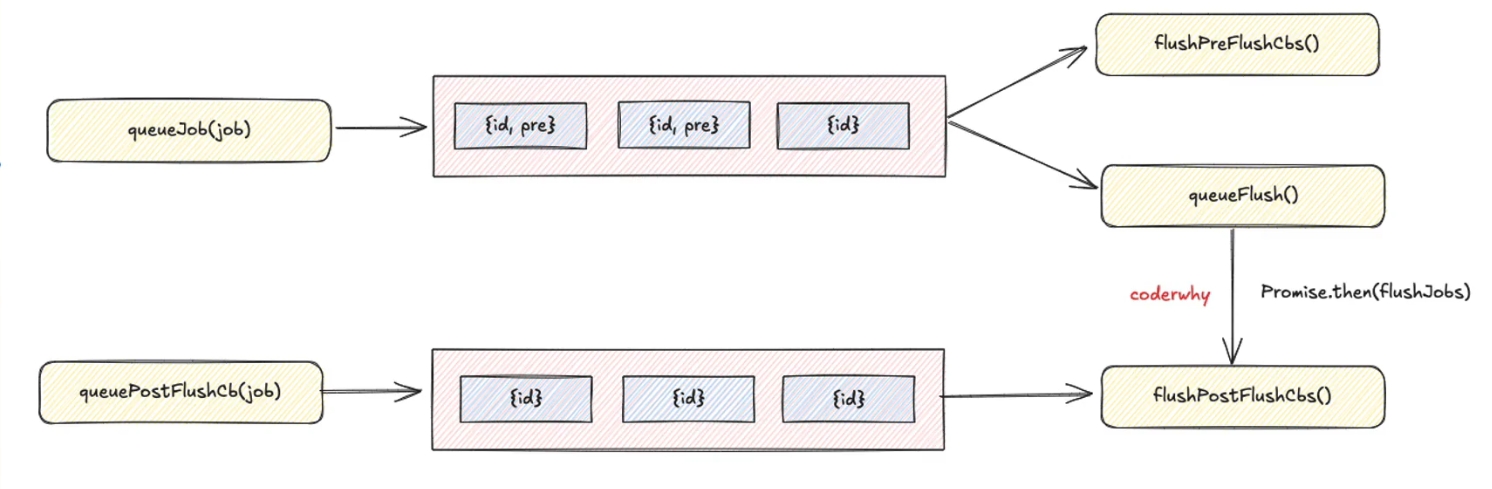 flushPreFlushCbs()
queueJob(job)
{id, pre}
{id, pre}
{id}
queueFlush()
coderwhy
Promise.then(flushJobs)
queuePostFlushCb(job)
{id}
{id}
{id}
flushPostFlushCbs()